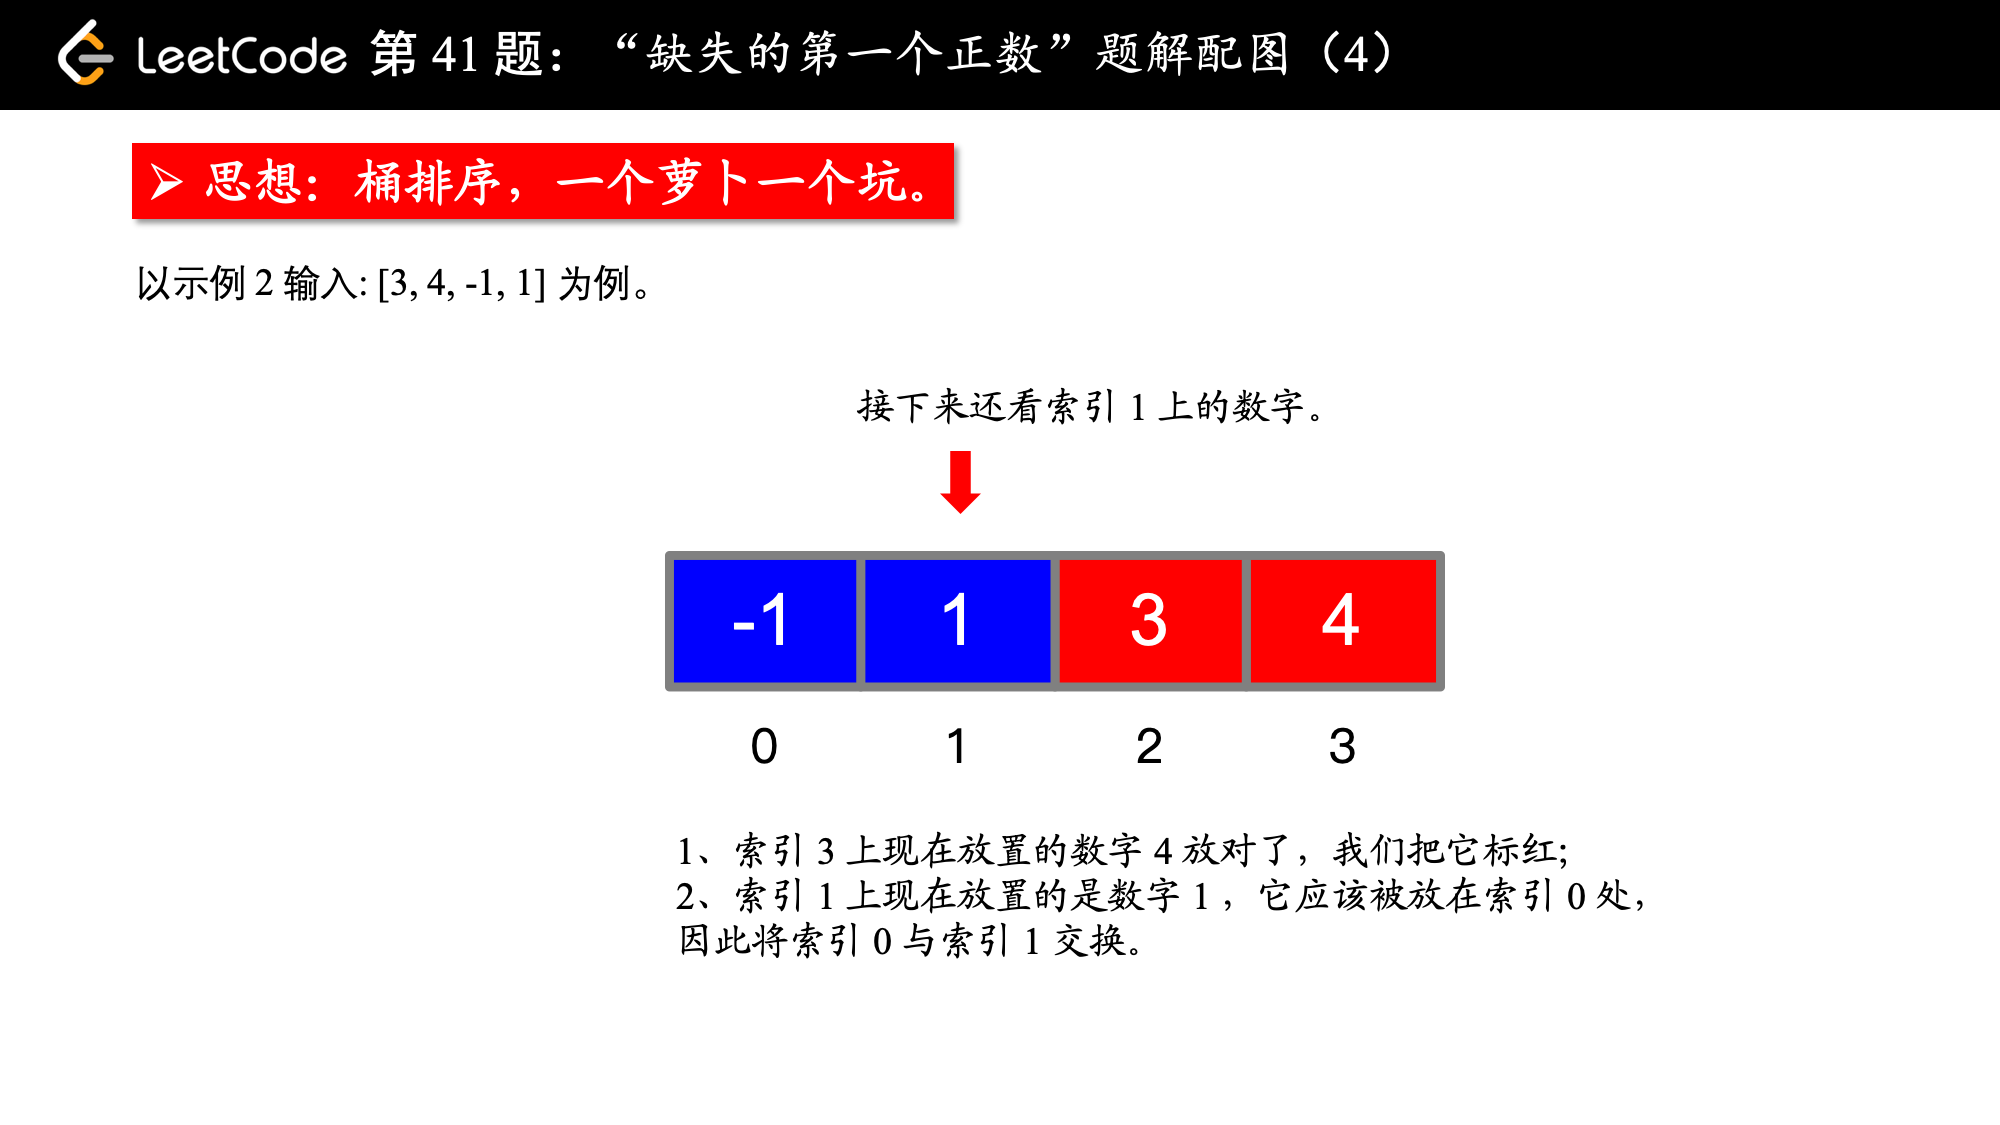 LeetCode 第 41 题：“缺失的第一个正数”题解配图（4）
➢ 思想：桶排序，一个萝卜一个坑。
以示例 2 输入: [3, 4, -1, 1] 为例。
接下来还看索引 1 上的数字。
-1 1 3 4
0 1 2 3
1、索引 3 上现在放置的数字 4 放对了，我们把它标红;
2、索引 1 上现在放置的是数字 1，它应该被放在索引 0 处，
因此将索引 0 与索引 1 交换。